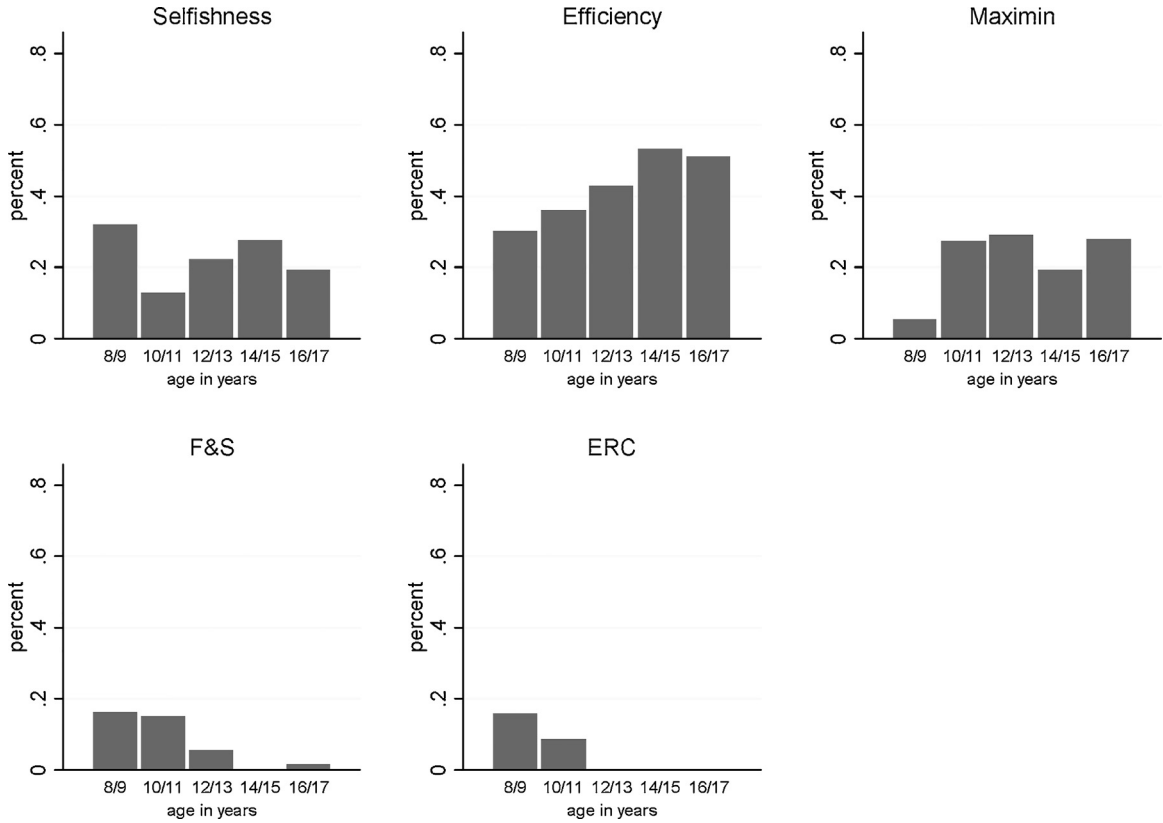 Selfishness
percent
.8
.6
.4
.2
0
8/9 10/11 12/13 14/15 16/17
age in years
Efficiency
percent
.8
.6
.4
.2
0
8/9 10/11 12/13 14/15 16/17
age in years
Maximin
percent
.8
.6
.4
.2
0
8/9 10/11 12/13 14/15 16/17
age in years
F&S
percent
.8
.6
.4
.2
0
8/9 10/11 12/13 14/15 16/17
age in years
ERC
percent
.8
.6
.4
.2
0
8/9 10/11 12/13 14/15 16/17
age in years